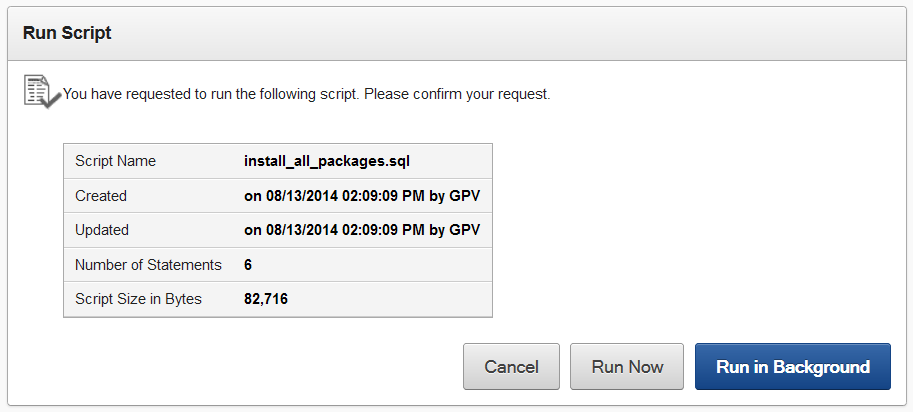 Run Script
You have requested to run the following script. Please confirm your request.
Script Name install_all_packages.sql
Created on 08/13/2014 02:09:09 PM by GPV
Updated on 08/13/2014 02:09:09 PM by GPV
Number of Statements 6
Script Size in Bytes 82,716
Cancel Run Now Run in Background